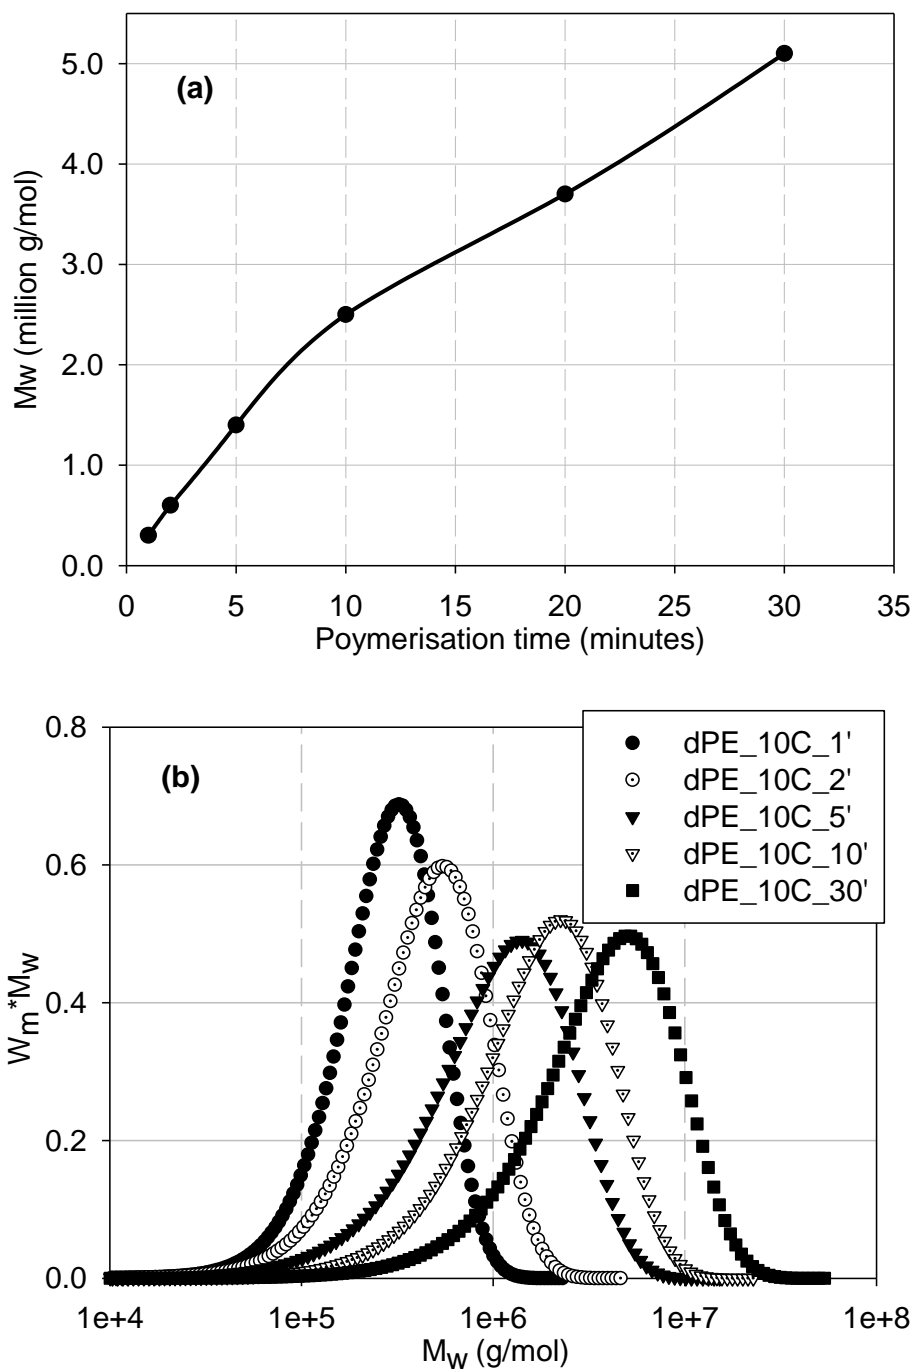 (a)
5.0
4.0
3.0
2.0
1.0
0.0
Mw (million g/mol)
0 5 10 15 20 25 30 35
Poymerisation time (minutes)
(b)
0.8
0.6
0.4
0.2
0.0
Wm*Mw
dPE_10C_1'
dPE_10C_2'
dPE_10C_5'
dPE_10C_10'
dPE_10C_30'
1e+4 1e+5 1e+6 1e+7 1e+8
Mw (g/mol)